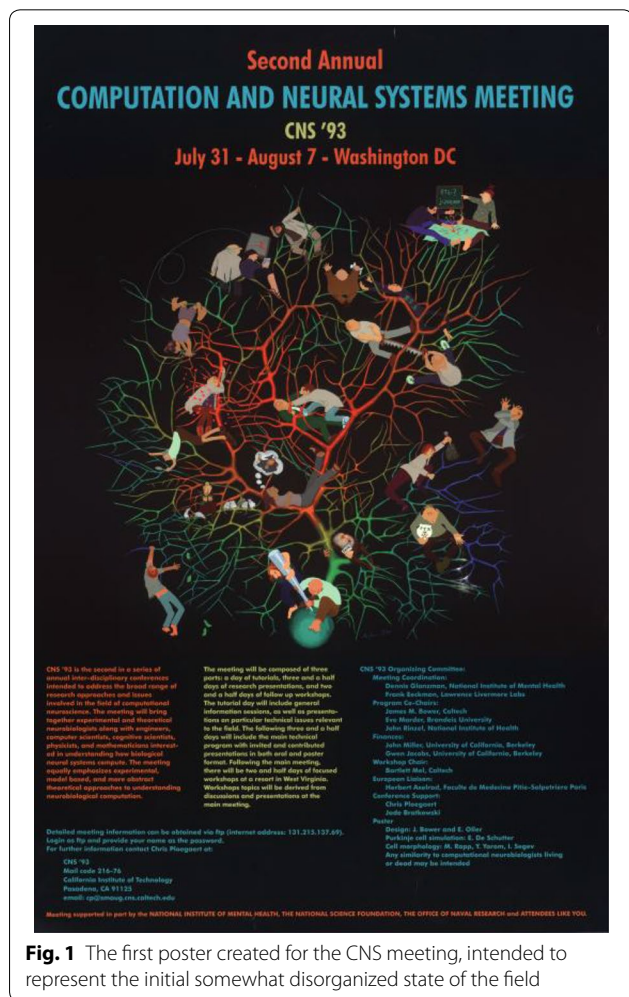 Second Annual
COMPUTATION AND NEURAL SYSTEMS MEETING
CNS '93
July 31 - August 7 - Washington DC
CNS '93 is the second in a series of
annual inter-disciplinary conferences
intended to address the broad range of
research approaches and issues
involved in the field of computational
neuroscience. The meeting will bring
together experimental and theoretical
neurobiologists along with engineers,
computer scientists, cognitive scientists,
physicists, and mathematicians interest-
ed in understanding how biological
neural systems compute. The meeting
equally emphasizes experimental,
model based, and more abstract
theoretical approaches to understanding
neurobiological computation.
The meeting will be composed of three
parts: a day of tutorials, three and a half
days of research presentations, and two
and a half days of follow up workshops.
The tutorial day will include general
information sessions, as well as presenta-
tions on particular technical issues relevant
to the field. The following three and a half
days will include the main technical
program with invited and contributed
presentations in both oral and poster
format. Following the main meeting,
there will be two and half days of focused
workshops at a resort in West Virginia.
Workshops topics will be derived from
discussions and presentations at the
main meeting.
CNS '93 Organizing Committee:
Meeting Coordination:
Dennis Glanzman, National Institute of Mental Health
Frank Eeckman, Lawrence Livermore Labs
Program Co-Chairs:
James M. Bower, Caltech
Eve Marder, Brandeis University
John Rinzel, National Institute of Health
Finances:
John Miller, University of California, Berkeley
Gwen Jacobs, University of California, Berkeley
Workshop Chair:
Bartlett Mel, Caltech
European Liaison:
Herbert Axelrad, Faculte de Medecine Pitie-Salpetriere Paris
Conference Support:
Chris Ploegaert
Jade Bratkowski
Poster
Design: J. Bower and E. Oller
Purkinje cell simulation: E. De Schutter
Cell morphology: M. Rapp, Y. Yarom, I. Segev
Any similarity to computational neurobiologists living
or dead may be intended
Detailed meeting information can be obtained via ftp (internet address: 131.215.137.69).
Login as ftp and provide your name as the password.
For further information contact Chris Ploegaert at:
CNS '93
Mail code 216-76
California Institute of Technology
Pasadena, CA 91125
email: cp@smaug.cns.caltech.edu
Meeting supported in part by the NATIONAL INSTITUTE OF MENTAL HEALTH, THE NATIONAL SCIENCE FOUNDATION, THE OFFICE OF NAVAL RESEARCH and ATTENDEES LIKE YOU.
Fig. 1 The first poster created for the CNS meeting, intended to
represent the initial somewhat disorganized state of the field